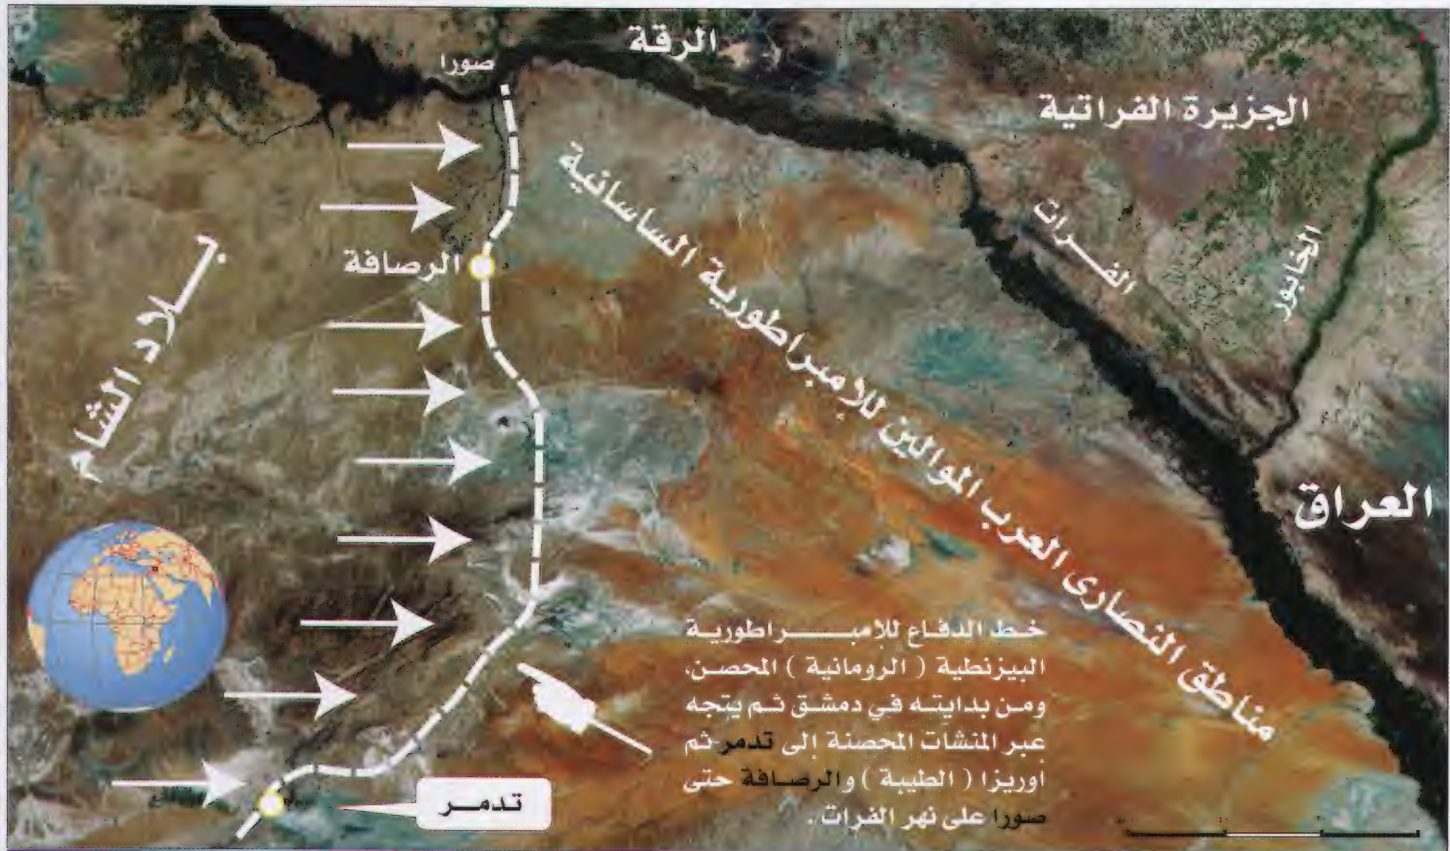 الرقة
صورا
الجزيرة الفراتية
الفرات
الخابور
الرصافة
بلاد الشام
مناطق النصارى العرب الموالين للإمبراطورية الساسانية
العراق
خط الدفاع للإمبراطورية
البيزنطية ( الرومانية ) المحصن،
ومن بدايته في دمشق ثم يتجه
عبر المنشات المحصنة إلى تدمر ثم
اوريزا ( الطيبة ) والرصافة حتى
صورا على نهر الفرات .
تدمر